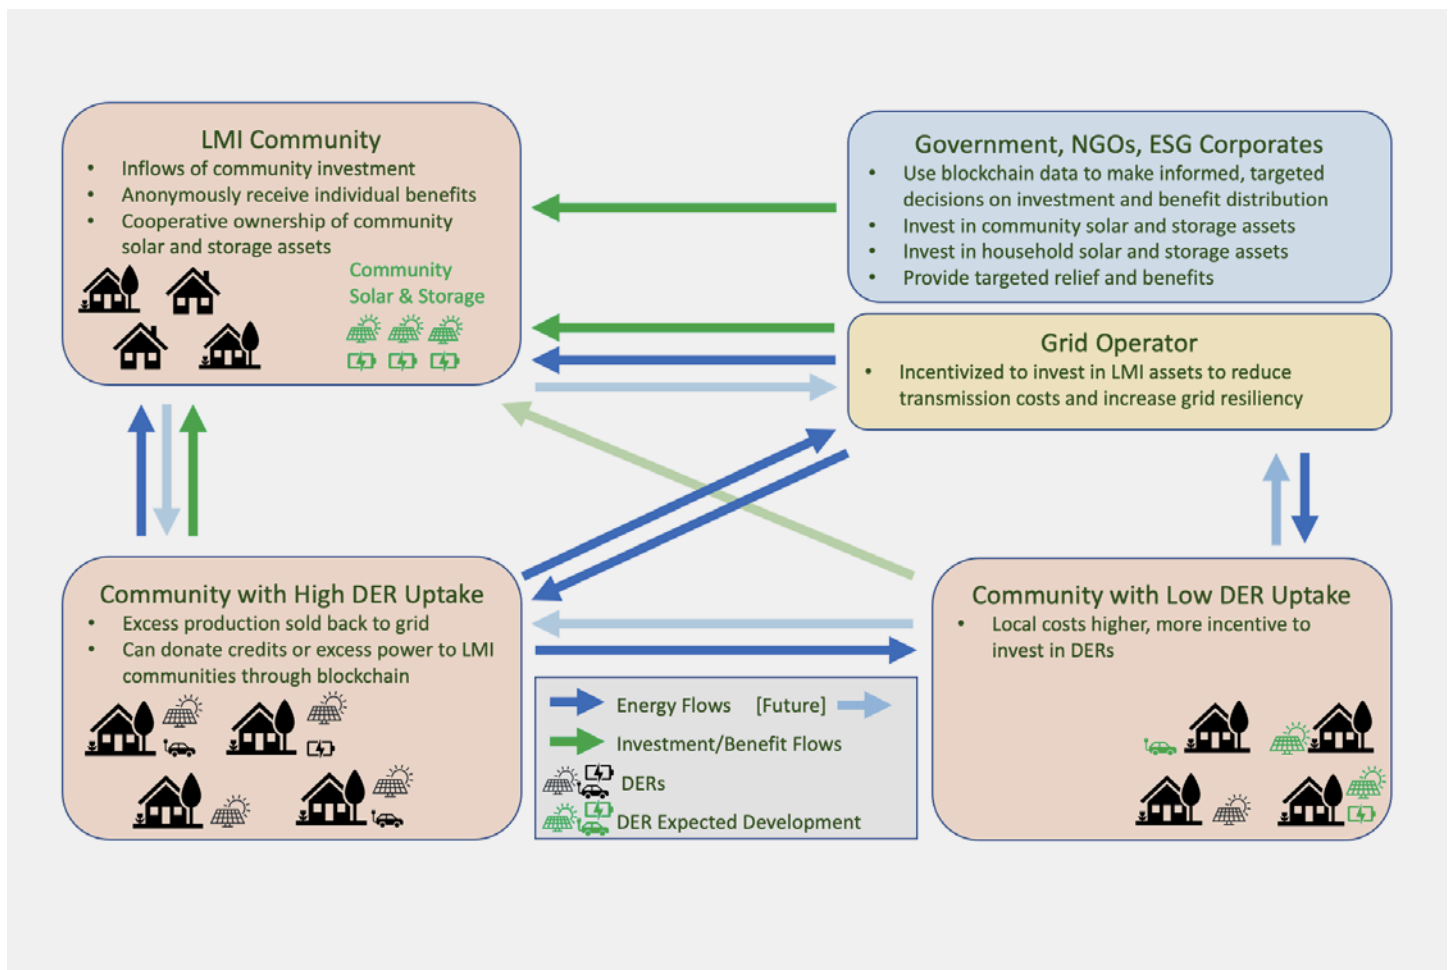 LMI Community
• Inflows of community investment
• Anonymously receive individual benefits
• Cooperative ownership of community
solar and storage assets
Community
Solar & Storage
Government, NGOs, ESG Corporates
• Use blockchain data to make informed, targeted
decisions on investment and benefit distribution
• Invest in community solar and storage assets
• Invest in household solar and storage assets
• Provide targeted relief and benefits
Grid Operator
• Incentivized to invest in LMI assets to reduce
transmission costs and increase grid resiliency
Community with High DER Uptake
• Excess production sold back to grid
• Can donate credits or excess power to LMI
communities through blockchain
Community with Low DER Uptake
• Local costs higher, more incentive to
invest in DERs
Energy Flows [Future]
Investment/Benefit Flows
DERs
DER Expected Development